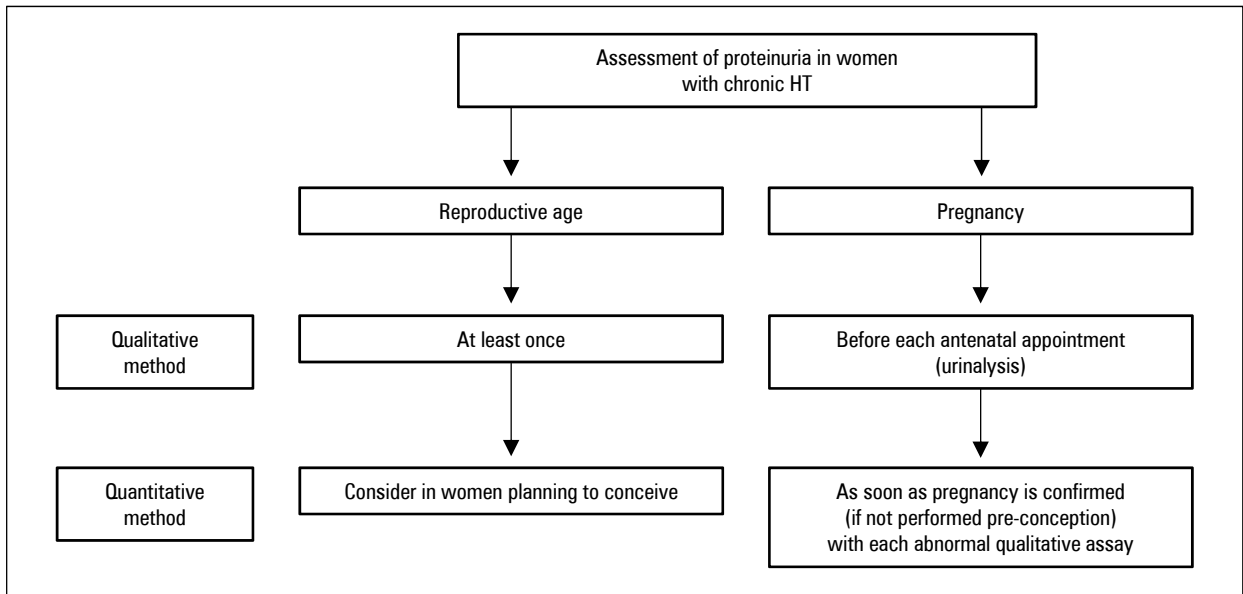 Assessment of proteinuria in women
with chronic HT
Reproductive age
Pregnancy
Qualitative
method
At least once
Before each antenatal appointment
(urinalysis)
Quantitative
method
Consider in women planning to conceive
As soon as pregnancy is confirmed
(if not performed pre-conception)
with each abnormal qualitative assay